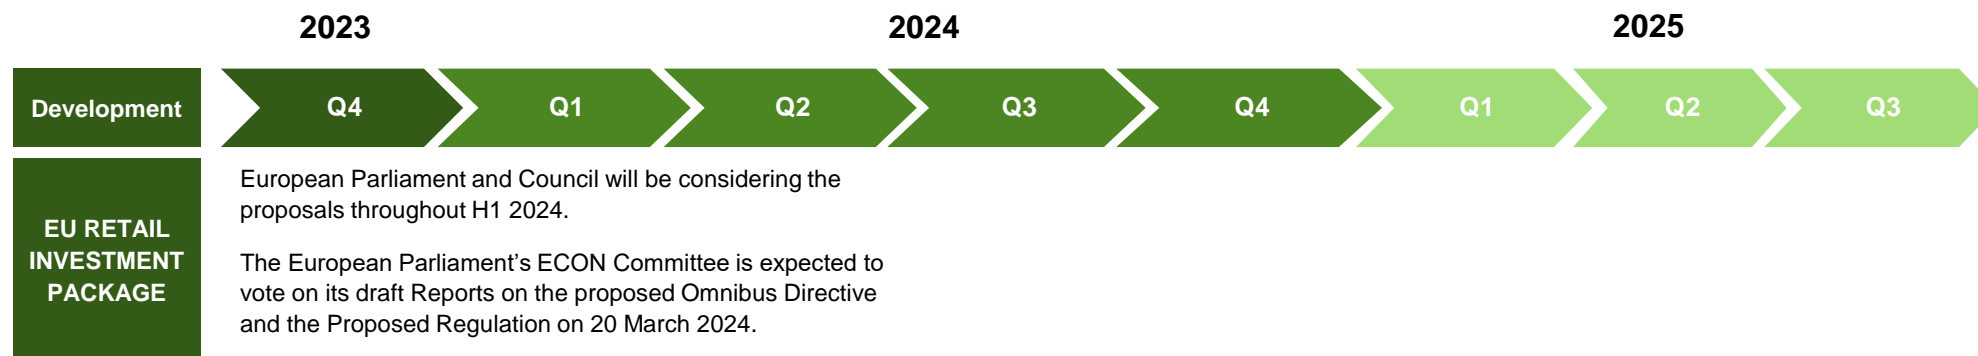 2023
2024
2025
Development
Q4
Q1
Q2
Q3
Q4
Q1
Q2
Q3
EU RETAIL
INVESTMENT
PACKAGE
European Parliament and Council will be considering the
proposals throughout H1 2024.
The European Parliament’s ECON Committee is expected to
vote on its draft Reports on the proposed Omnibus Directive
and the Proposed Regulation on 20 March 2024.